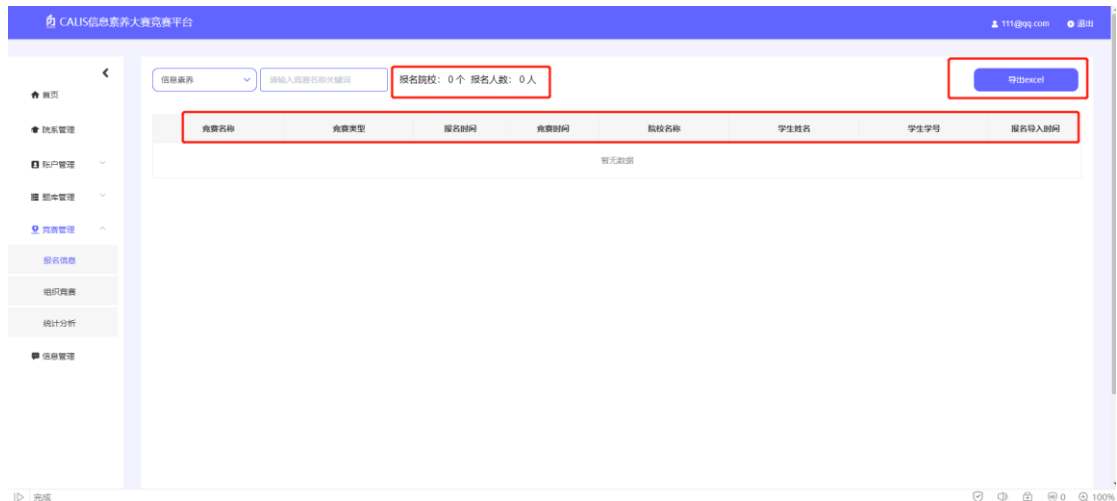 CALIS信息素养大赛竞赛平台
111@qq.com 退出
首页
院系管理
账户管理
题库管理
竞赛管理
报名信息
组织竞赛
统计分析
信息管理
信息素养 请输入竞赛名称关键词 报名院校: 0个 报名人数: 0人 导出excel
竞赛名称 竞赛类型 报名时间 竞赛时间 院校名称 学生姓名 学生学号 报名导入时间
暂无数据
完成 0 100%